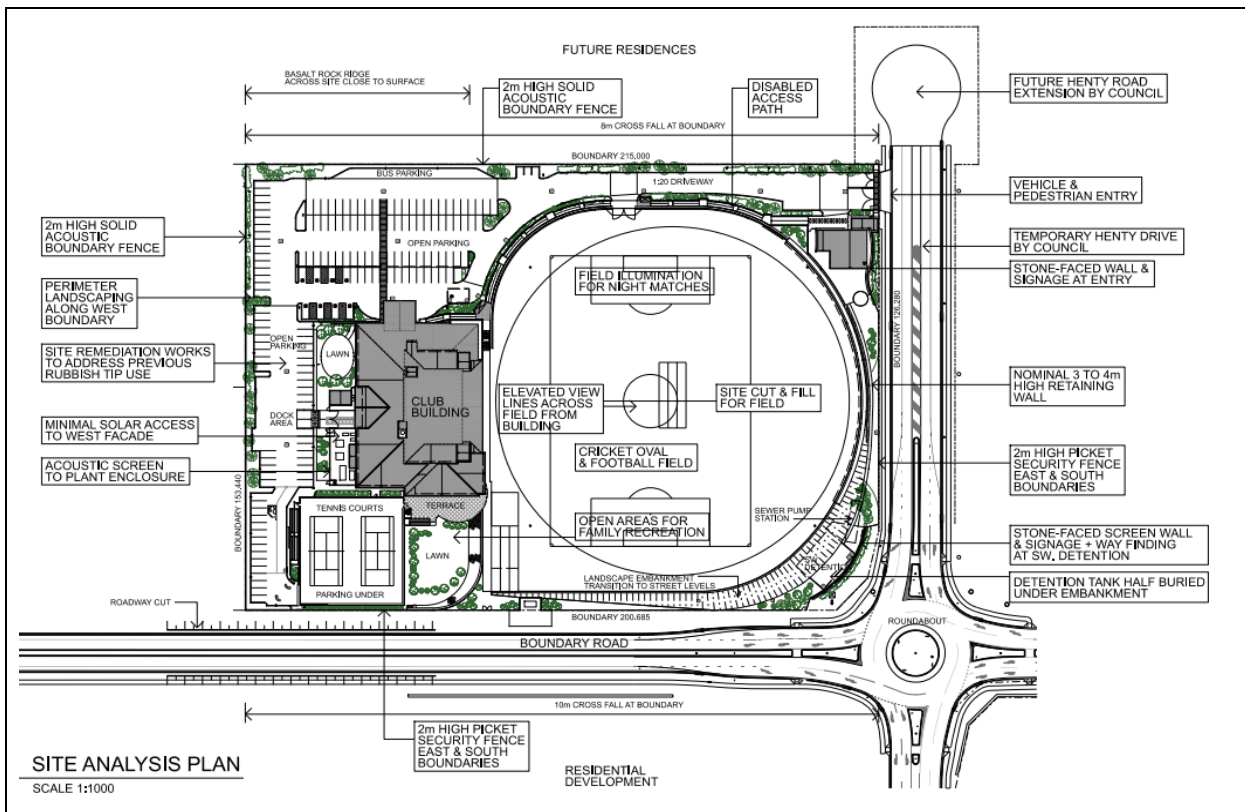 FUTURE RESIDENCES
BASALT ROCK RIDGE
ACROSS SITE CLOSE TO SURFACE
2m HIGH SOLID
ACOUSTIC
BOUNDARY FENCE
DISABLED
ACCESS
PATH
FUTURE HENTY ROAD
EXTENSION BY COUNCIL
8m CROSS FALL AT BOUNDARY
BOUNDARY 215.000
BUS PARKING
1:20 DRIVEWAY
VEHICLE &
PEDESTRIAN ENTRY
2m HIGH SOLID
ACOUSTIC
BOUNDARY FENCE
OPEN PARKING
TEMPORARY HENTY DRIVE
BY COUNCIL
FIELD ILLUMINATION
FOR NIGHT MATCHES
STONE-FACED WALL &
SIGNAGE AT ENTRY
PERIMETER
LANDSCAPING
ALONG WEST
BOUNDARY
BOUNDARY 126.280
OPEN
PARKING
LAWN
SITE REMEDIATION WORKS
TO ADDRESS PREVIOUS
RUBBISH TIP USE
NOMINAL 3 TO 4m
HIGH RETAINING
WALL
CLUB
BUILDING
ELEVATED VIEW
LINES ACROSS
FIELD FROM
BUILDING
SITE CUT & FILL
FOR FIELD
DOCK
AREA
MINIMAL SOLAR ACCESS
TO WEST FACADE
CRICKET OVAL
& FOOTBALL FIELD
2m HIGH PICKET
SECURITY FENCE
EAST & SOUTH
BOUNDARIES
ACOUSTIC SCREEN
TO PLANT ENCLOSURE
BOUNDARY 153.440
TENNIS COURTS
TERRACE
SEWER PUMP
STATION
OPEN AREAS FOR
FAMILY RECREATION
STONE-FACED SCREEN WALL
& SIGNAGE + WAY FINDING
AT SW. DETENTION
LAWN
LANDSCAPE EMBANKMENT
TRANSITION TO STREET LEVELS
DETENTION TANK HALF BURIED
UNDER EMBANKMENT
PARKING UNDER
ROADWAY CUT
BOUNDARY 200.685
ROUNDABOUT
BOUNDARY ROAD
10m CROSS FALL AT BOUNDARY
2m HIGH PICKET
SECURITY FENCE
EAST & SOUTH
BOUNDARIES
RESIDENTIAL
DEVELOPMENT
SITE ANALYSIS PLAN
SCALE 1:1000